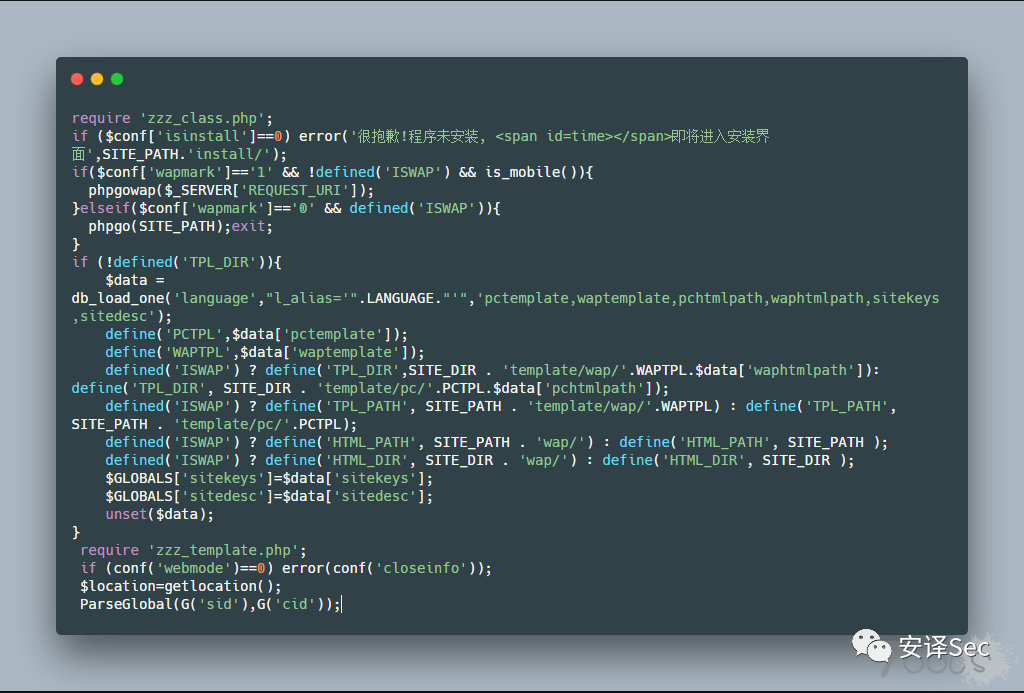 require 'zzz_class.php';
if ($conf['isinstall']==0) error('很抱歉!程序未安装, <span id=time></span>即将进入安装界
面',SITE_PATH.'install/');
if($conf['wapmark']=='1' && !defined('ISWAP') && is_mobile()){
  phpgowap($_SERVER['REQUEST_URI']);
}elseif($conf['wapmark']=='0' && defined('ISWAP')){
  phpgo(SITE_PATH);exit;
}
if (!defined('TPL_DIR')){
    $data =
db_load_one('language',"l_alias='".LANGUAGE."'",'pctemplate,waptemplate,pchtmlpath,waphtmlpath,sitekeys
,sitedesc');
    define('PCTPL',$data['pctemplate']);
    define('WAPTPL',$data['waptemplate']);
    defined('ISWAP') ? define('TPL_DIR',SITE_DIR . 'template/wap/'.WAPTPL.$data['waphtmlpath']):
define('TPL_DIR', SITE_DIR . 'template/pc/'.PCTPL.$data['pchtmlpath']);
    defined('ISWAP') ? define('TPL_PATH', SITE_PATH . 'template/wap/'.WAPTPL) : define('TPL_PATH',
SITE_PATH . 'template/pc/'.PCTPL);
    defined('ISWAP') ? define('HTML_PATH', SITE_PATH . 'wap/') : define('HTML_PATH', SITE_PATH );
    defined('ISWAP') ? define('HTML_DIR', SITE_DIR . 'wap/') : define('HTML_DIR', SITE_DIR );
    $GLOBALS['sitekeys']=$data['sitekeys'];
    $GLOBALS['sitedesc']=$data['sitedesc'];
    unset($data);
}
 require 'zzz_template.php';
 if (conf('webmode')==0) error(conf('closeinfo'));
 $location=getlocation();
 ParseGlobal(G('sid'),G('cid'));
安译Sec